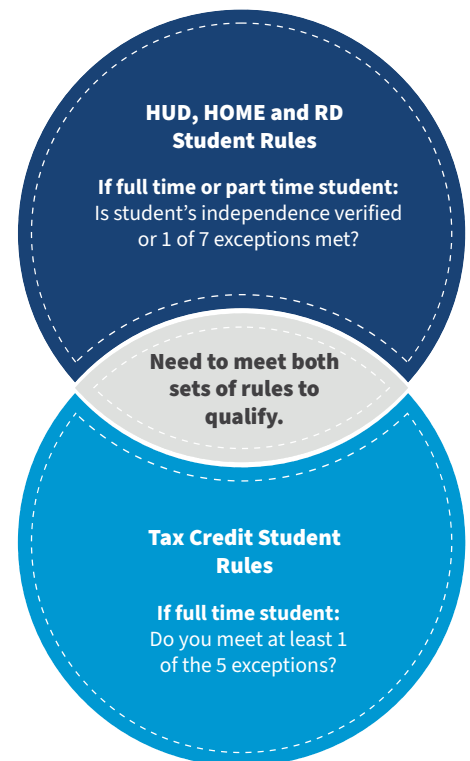 HUD, HOME and RD
Student Rules
If full time or part time student:
Is student’s independence verified
or 1 of 7 exceptions met?
Need to meet both
sets of rules to
qualify.
Tax Credit Student
Rules
If full time student:
Do you meet at least 1
of the 5 exceptions?